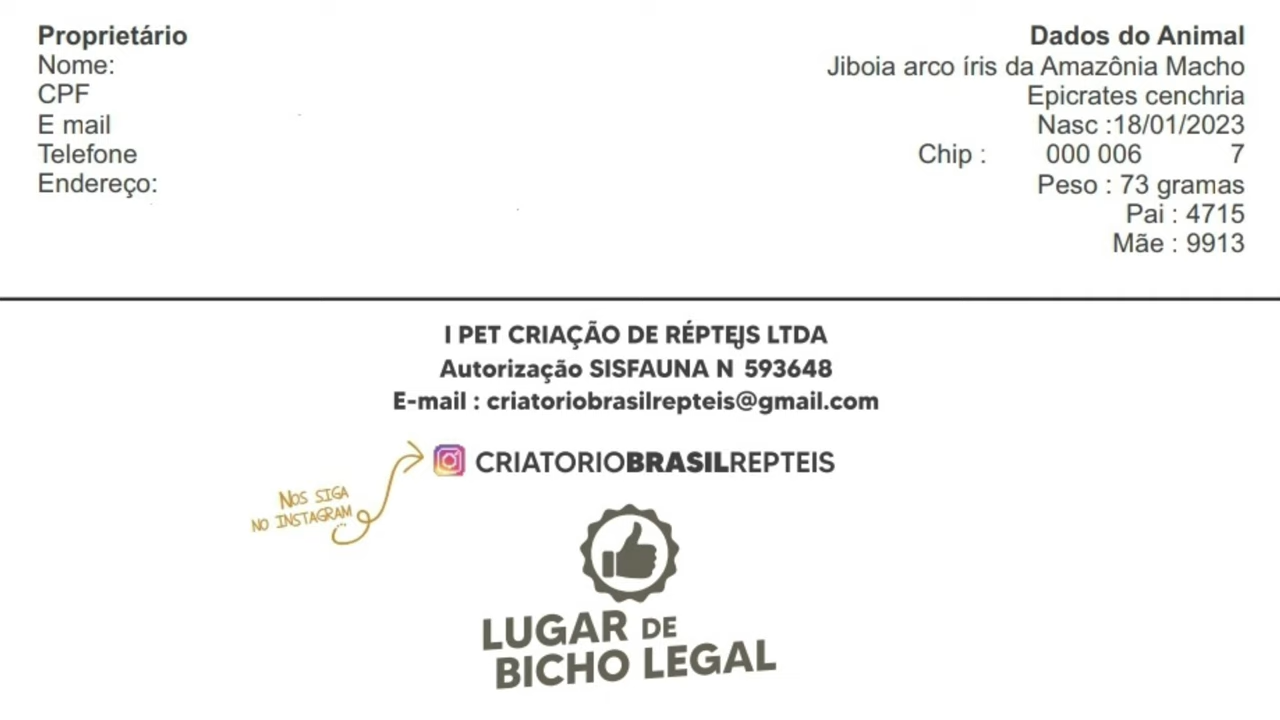 Proprietário
Nome:
CPF
E mail
Telefone
Endereço:
Dados do Animal
Jiboia arco íris da Amazônia Macho
Epicrates cenchria
Nasc :18/01/2023
Chip : 000 006 7
Peso : 73 gramas
Pai : 4715
Mãe : 9913
I PET CRIAÇÃO DE RÉPTEIS LTDA
Autorização SISFAUNA N 593648
E-mail : criatoriobrasilrepteis@gmail.com
CRIATORIOBRASILREPTEIS
NOS SIGA
NO INSTAGRAM
LUGAR DE
BICHO LEGAL